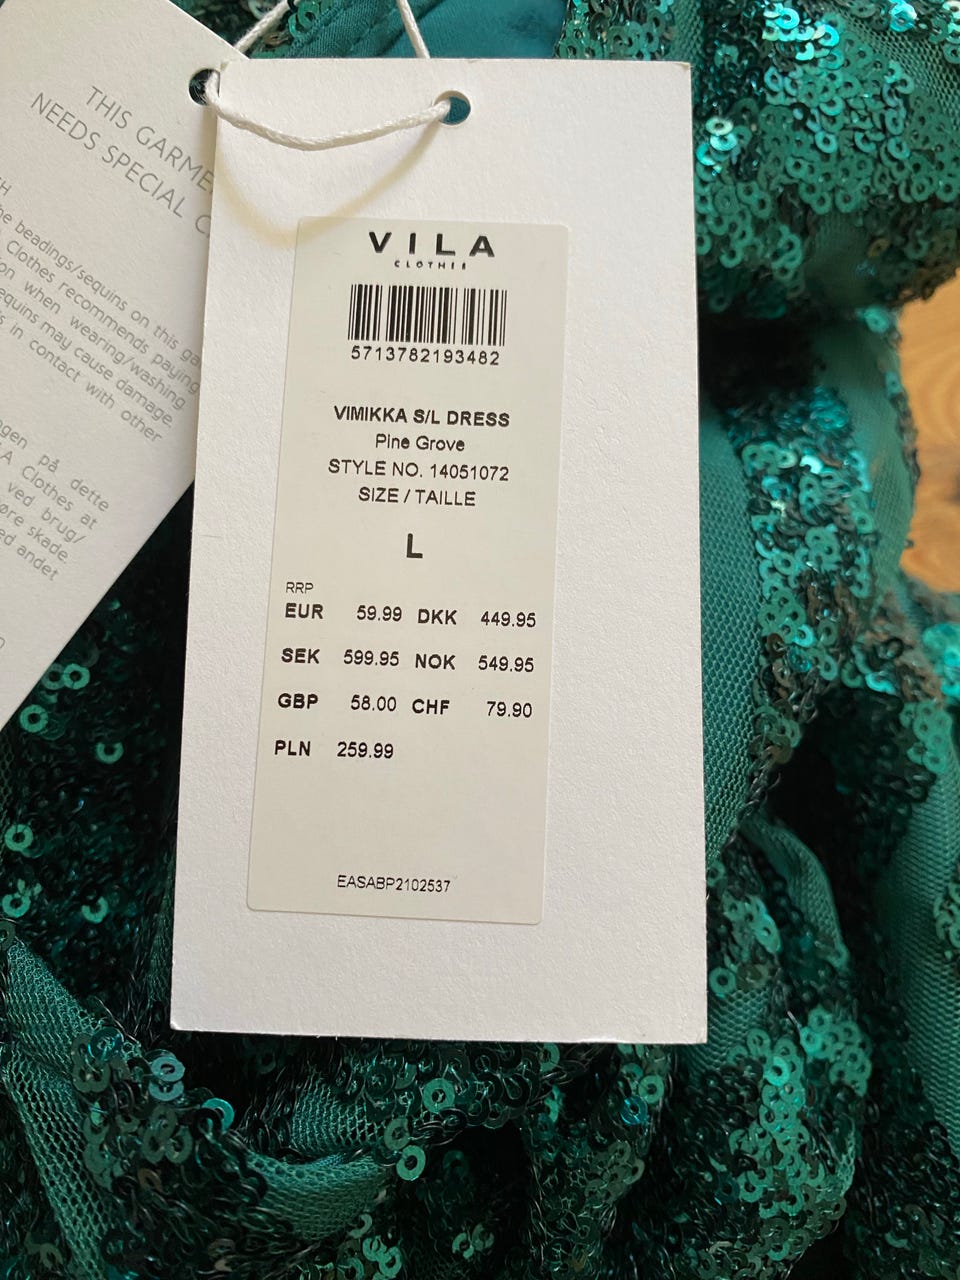 THIS GARME
NEEDS SPECIAL C
he beadings/sequins on this ga
Clothes recommends paying
on when wearing/washing
equins may cause damage
s in contact with other
gen på dette
A Clothes at
ved brug/
øre skade.
ed andet
VILA
CLOTHES
5713782193482
VIMIKKA S/L DRESS
Pine Grove
STYLE NO. 14051072
SIZE / TAILLE
L
RRP
EUR 59.99 DKK 449.95
SEK 599.95 NOK 549.95
GBP 58.00 CHF 79.90
PLN 259.99
EASABP2102537